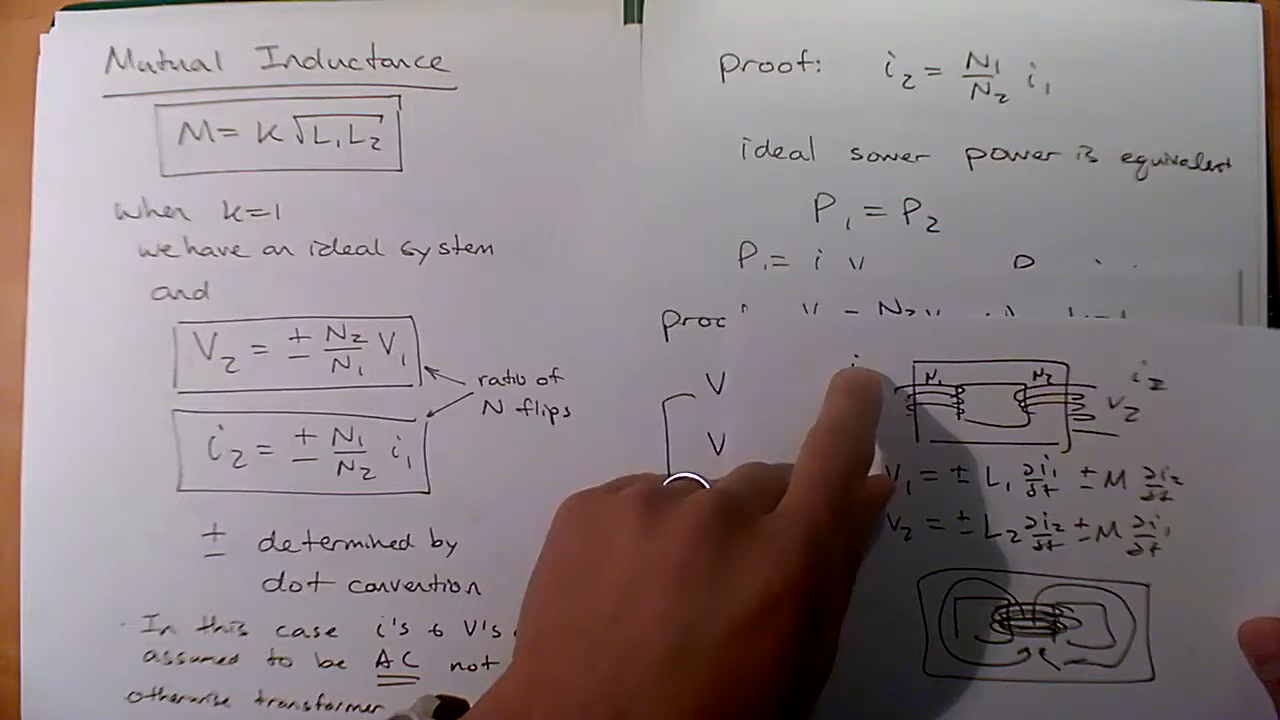 Mutual Inductance
M = K √L₁L₂
when k=1
we have an ideal system
and
V₂ = ± N₂/N₁ V₁
ratio of
N flips
i₂ = ± N₁/N₂ i₁
± determined by
dot convention
In this case i's & V's
assumed to be AC not
otherwise transformer
proof: i₂ = N₁/N₂ i₁
ideal sower power is equivalent
P₁ = P₂
P₁ = i V
proo
V
V
N₁ N₂ i₂
V₂
V₁ = ± L₁ ∂i₁/∂t ± M ∂i₂/∂t
V₂ = ± L₂ ∂i₂/∂t ± M ∂i₁/∂t